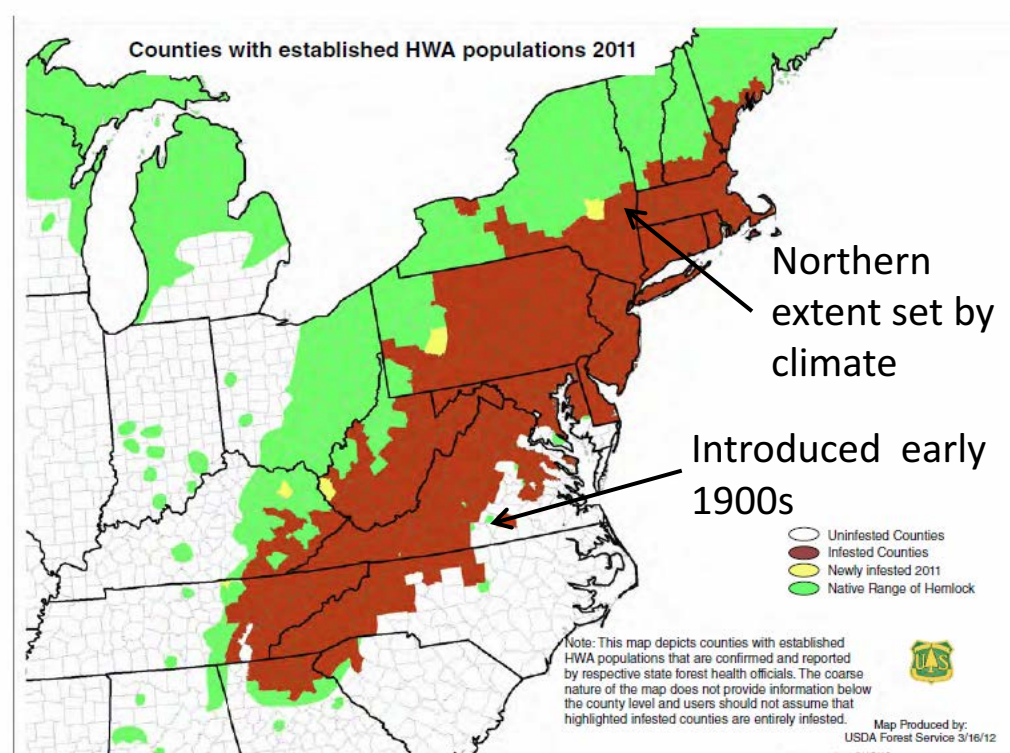 Counties with established HWA populations 2011
Northern
extent set by
climate
Introduced early
1900s
Uninfested Counties
Infested Counties
Newly infested 2011
Native Range of Hemlock
Note: This map depicts counties with established
HWA populations that are confirmed and reported
by respective state forest health officials. The coarse
nature of the map does not provide information below
the county level and users should not assume that
highlighted infested counties are entirely infested.
U S
Map Produced by:
USDA Forest Service 3/16/12